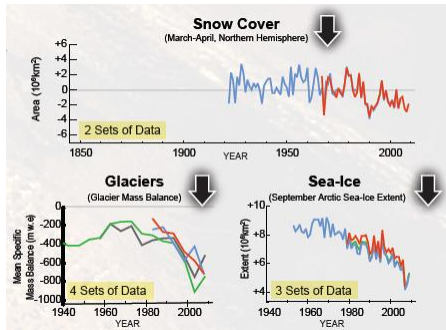 Snow Cover
(March-April, Northern Hemisphere)
Area (10⁶km²)
+6
+4
+2
0
-2
-4
-6
2 Sets of Data
1850
1900
1950
2000
YEAR
Glaciers
(Glacier Mass Balance)
Mean Specific
Mass Balance (m w.e)
0
-200
-400
-600
-800
-1000
4 Sets of Data
1940
1960
1980
2000
YEAR
Sea-Ice
(September Arctic Sea-Ice Extent)
Extent (10⁶km²)
+10
+8
+6
+4
3 Sets of Data
1940
1960
1980
2000
YEAR